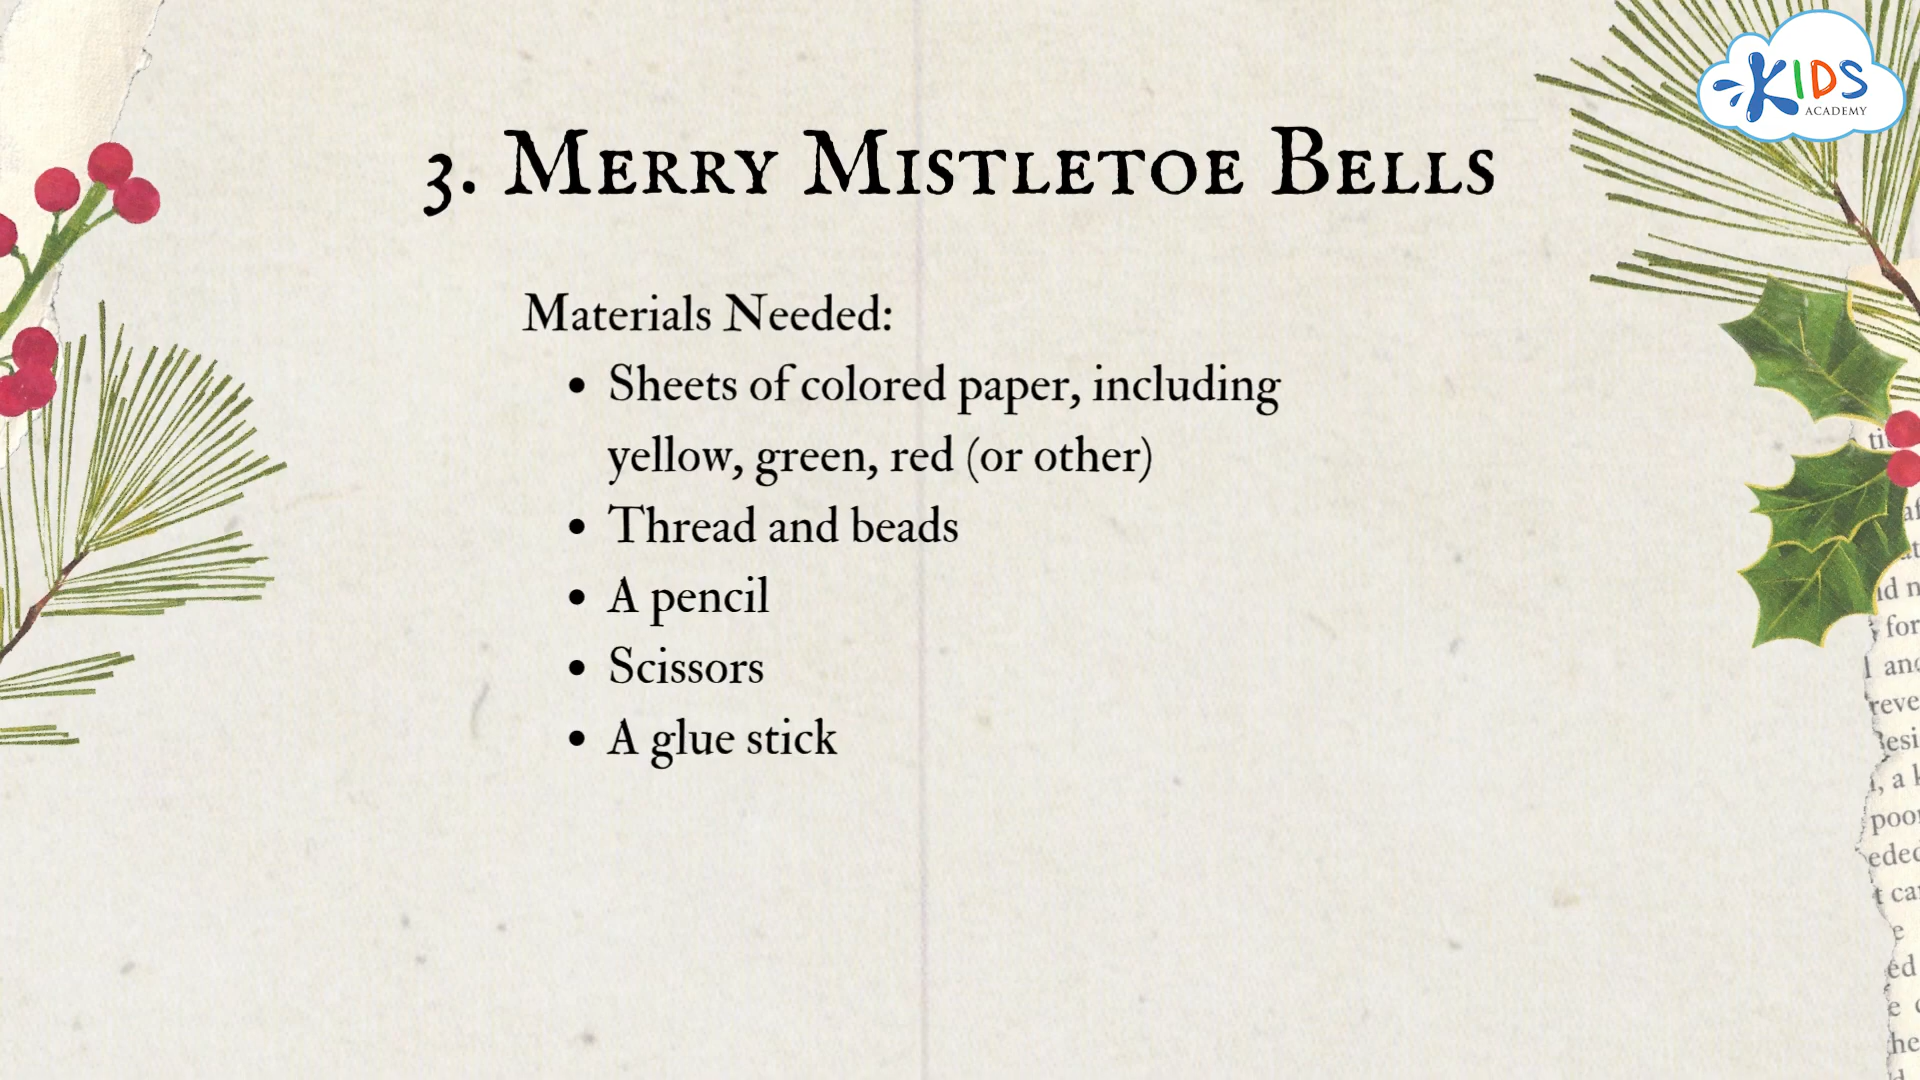 KIDS
ACADEMY
3. Merry Mistletoe Bells
Materials Needed:
• Sheets of colored paper, including
yellow, green, red (or other)
• Thread and beads
• A pencil
• Scissors
• A glue stick
for